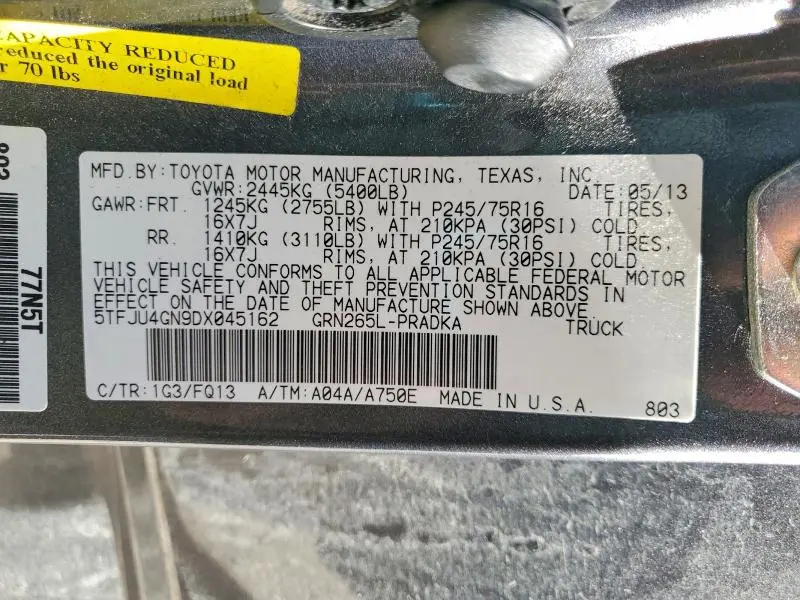 CAPACITY REDUCED
reduced the original load
r 70 lbs
803
77N5T
MFD.BY:TOYOTA MOTOR MANUFACTURING, TEXAS, INC
GVWR:2445KG (5400LB) DATE:05/13
GAWR:FRT. 1245KG (2755LB) WITH P245/75R16 TIRES,
16X7J RIMS, AT 210KPA (30PSI) COLD
RR. 1410KG (3110LB) WITH P245/75R16 TIRES,
16X7J RIMS, AT 210KPA (30PSI) COLD
THIS VEHICLE CONFORMS TO ALL APPLICABLE FEDERAL MOTOR
VEHICLE SAFETY AND THEFT PREVENTION STANDARDS IN
EFFECT ON THE DATE OF MANUFACTURE SHOWN ABOVE.
5TFJU4GN9DX045162 GRN265L-PRADKA TRUCK
C/TR:1G3/FQ13 A/TM:A04A/A750E MADE IN U.S.A. 803